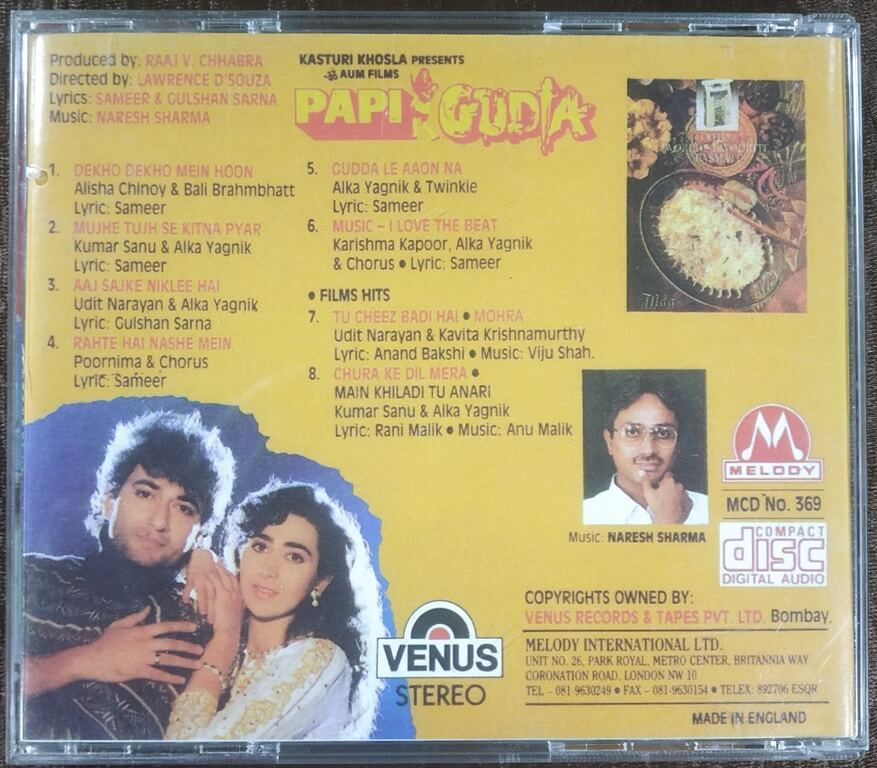 Produced by: RAAJ V. CHHABRA
Directed by: LAWRENCE D'SOUZA
Lyrics: SAMEER & GULSHAN SARNA
Music: NARESH SHARMA
KASTURI KHOSLA PRESENTS
ॐ AUM FILMS
PAPI GUDIA
1. DEKHO DEKHO MEIN HOON
Alisha Chinoy & Bali Brahmbhatt
Lyric: Sameer
2. MUJHE TUJH SE KITNA PYAR
Kumar Sanu & Alka Yagnik
Lyric: Sameer
3. AAJ SAJKE NIKLEE HAI
Udit Narayan & Alka Yagnik
Lyric: Gulshan Sarna
4. RAHTE HAI NASHE MEIN
Poornima & Chorus
Lyric: Sameer
5. GUDDA LE AAON NA
Alka Yagnik & Twinkle
Lyric: Sameer
6. MUSIC – I LOVE THE BEAT
Karishma Kapoor, Alka Yagnik
& Chorus • Lyric: Sameer
• FILMS HITS
7. TU CHEEZ BADI HAI • MOHRA
Udit Narayan & Kavita Krishnamurthy
Lyric: Anand Bakshi • Music: Viju Shah.
8. CHURA KE DIL MERA •
MAIN KHILADI TU ANARI
Kumar Sanu & Alka Yagnik
Lyric: Rani Malik • Music: Anu Malik
WORLD'S FAVOURITE
BASMATI
Tilda
Music: NARESH SHARMA
MELODY
MCD No. 369
COMPACT
disc
DIGITAL AUDIO
VENUS
STEREO
COPYRIGHTS OWNED BY:
VENUS RECORDS & TAPES PVT. LTD. Bombay.
MELODY INTERNATIONAL LTD.
UNIT NO. 26, PARK ROYAL, METRO CENTER, BRITANNIA WAY
CORONATION ROAD, LONDON NW 10
TEL – 081-9630249 • FAX – 081-9630154 • TELEX: 892706 ESQR
MADE IN ENGLAND